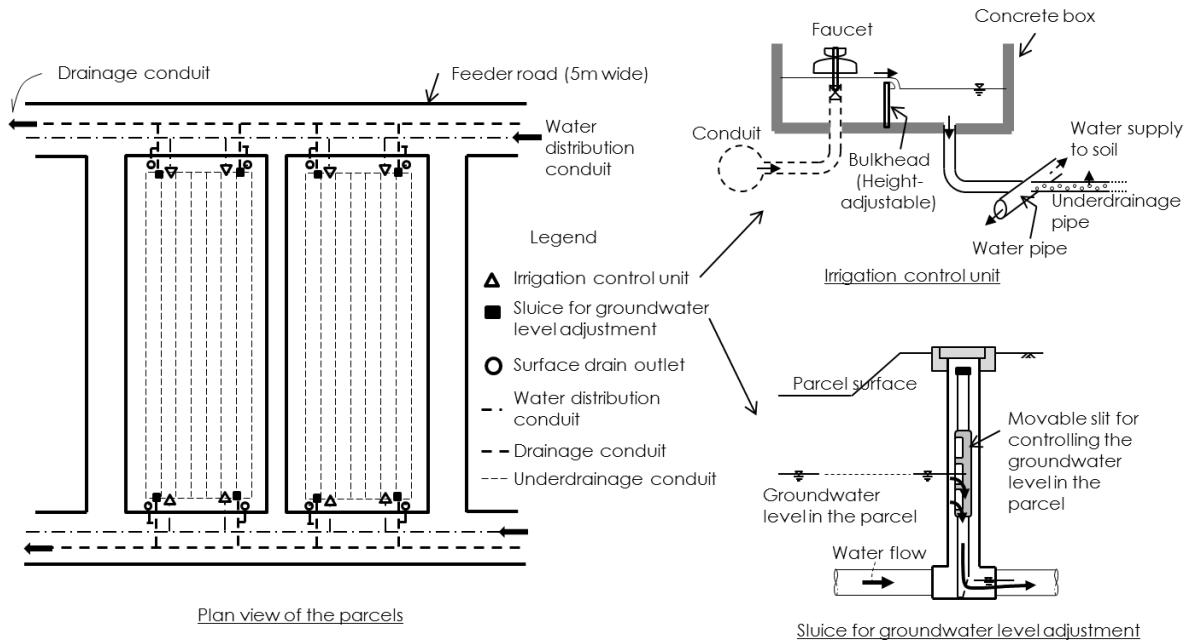 Drainage conduit
Feeder road (5m wide)
Water
distribution
conduit
Legend
Irrigation control unit
Sluice for groundwater
level adjustment
Surface drain outlet
Water distribution
conduit
Drainage conduit
Underdrainage conduit
Plan view of the parcels
Faucet
Concrete box
Conduit
Bulkhead
(Height-
adjustable)
Water supply
to soil
Underdrainage
pipe
Water pipe
Irrigation control unit
Parcel surface
Movable slit for
controlling the
groundwater
level in the
parcel
Groundwater
level in the parcel
Water flow
Sluice for groundwater level adjustment